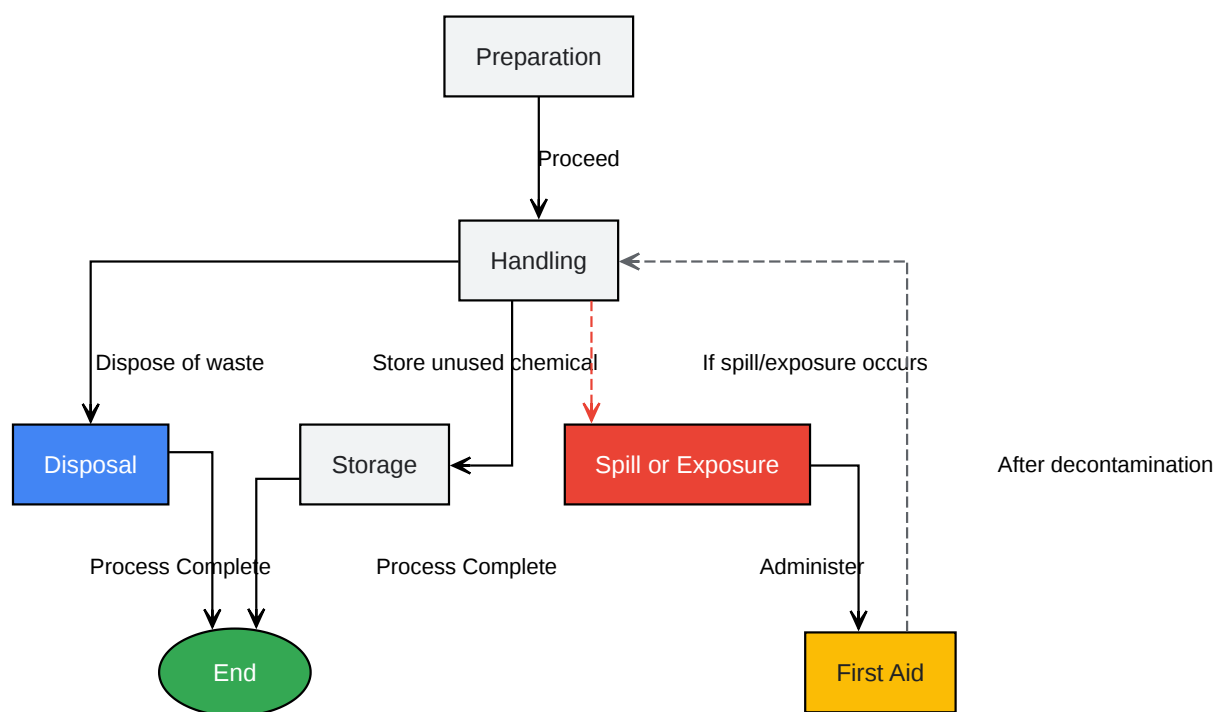 Preparation
Proceed
Handling
Dispose of waste
Store unused chemical
If spill/exposure occurs
Disposal
Storage
Spill or Exposure
After decontamination
Process Complete
Process Complete
Administer
End
First Aid